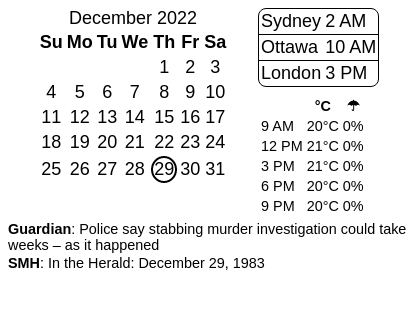 December 2022
Su Mo Tu We Th Fr Sa
1 2 3
4 5 6 7 8 9 10
11 12 13 14 15 16 17
18 19 20 21 22 23 24
25 26 27 28 29 30 31
Sydney 2 AM
Ottawa 10 AM
London 3 PM
°C ☂
9 AM 20°C 0%
12 PM 21°C 0%
3 PM 21°C 0%
6 PM 20°C 0%
9 PM 20°C 0%
Guardian: Police say stabbing murder investigation could take
weeks – as it happened
SMH: In the Herald: December 29, 1983